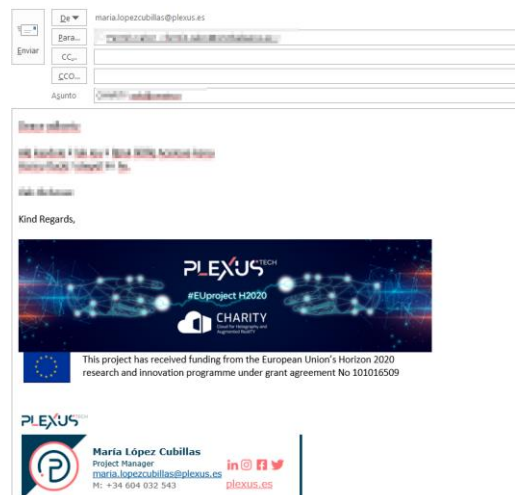 De
maria.lopezcubillas@plexus.es
Enviar
Para...
CC...
CCO...
Asunto
CHARITY
Kind Regards,
PLEXUS TECH
#EUproject H2020
CHARITY
Cloud for Holography and
Augmented RealITY
This project has received funding from the European Union's Horizon 2020
research and innovation programme under grant agreement No 101016509
PLEXUS TECH
María López Cubillas
Project Manager
maria.lopezcubillas@plexus.es
M: +34 604 032 543
plexus.es